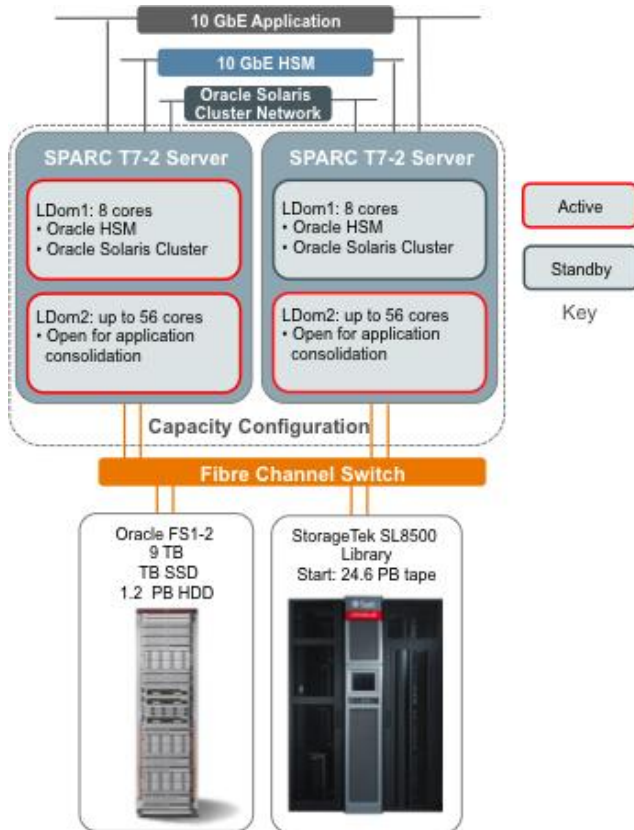 10 GbE Application
10 GbE HSM
Oracle Solaris
Cluster Network
SPARC T7-2 Server
LDom1: 8 cores
• Oracle HSM
• Oracle Solaris Cluster
LDom2: up to 56 cores
• Open for application
consolidation
SPARC T7-2 Server
LDom1: 8 cores
• Oracle HSM
• Oracle Solaris Cluster
LDom2: up to 56 cores
• Open for application
consolidation
Active
Standby
Key
Capacity Configuration
Fibre Channel Switch
Oracle FS1-2
9 TB
TB SSD
1.2 PB HDD
StorageTek SL8500
Library
Start: 24.6 PB tape